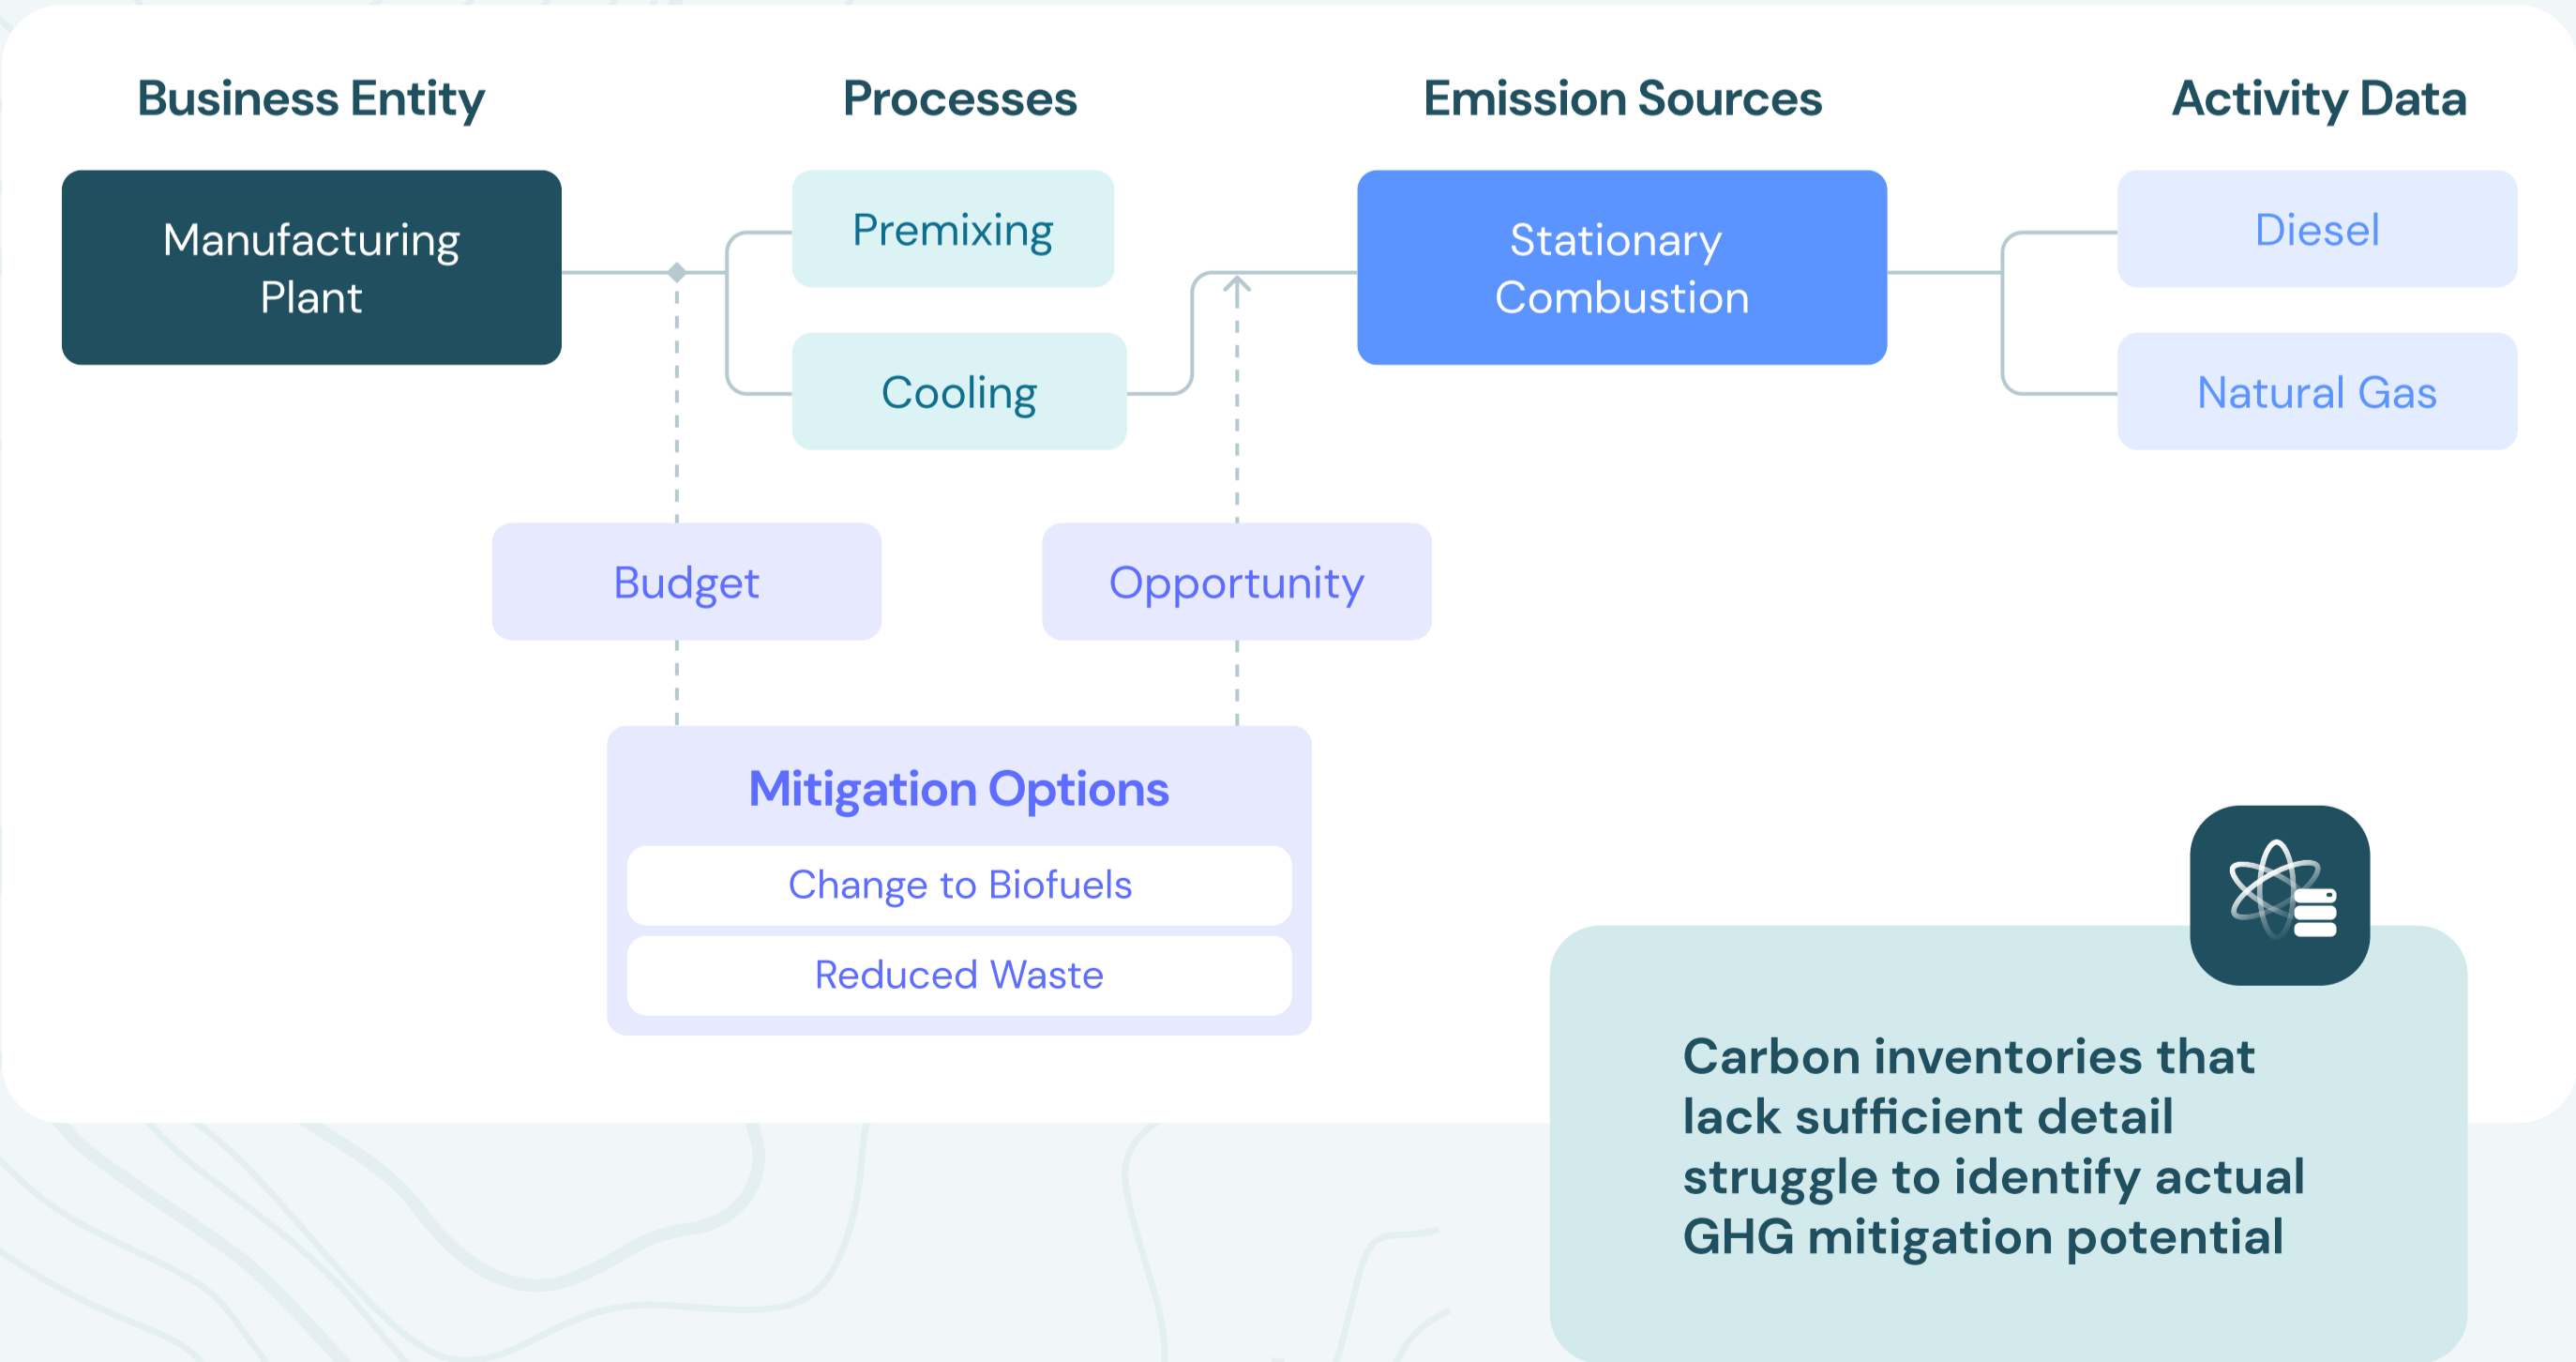 Business Entity
Processes
Emission Sources
Activity Data
Manufacturing
Plant
Premixing
Cooling
Stationary
Combustion
Diesel
Natural Gas
Budget
Opportunity
Mitigation Options
Change to Biofuels
Reduced Waste
Carbon inventories that
lack sufficient detail
struggle to identify actual
GHG mitigation potential